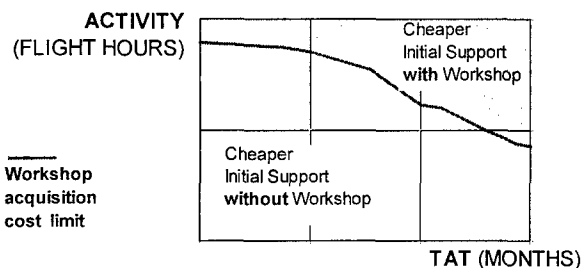 ACTIVITY
(FLIGHT HOURS)
Cheaper
Initial Support
with Workshop
Cheaper
Initial Support
without Workshop
Workshop
acquisition
cost limit
TAT (MONTHS)